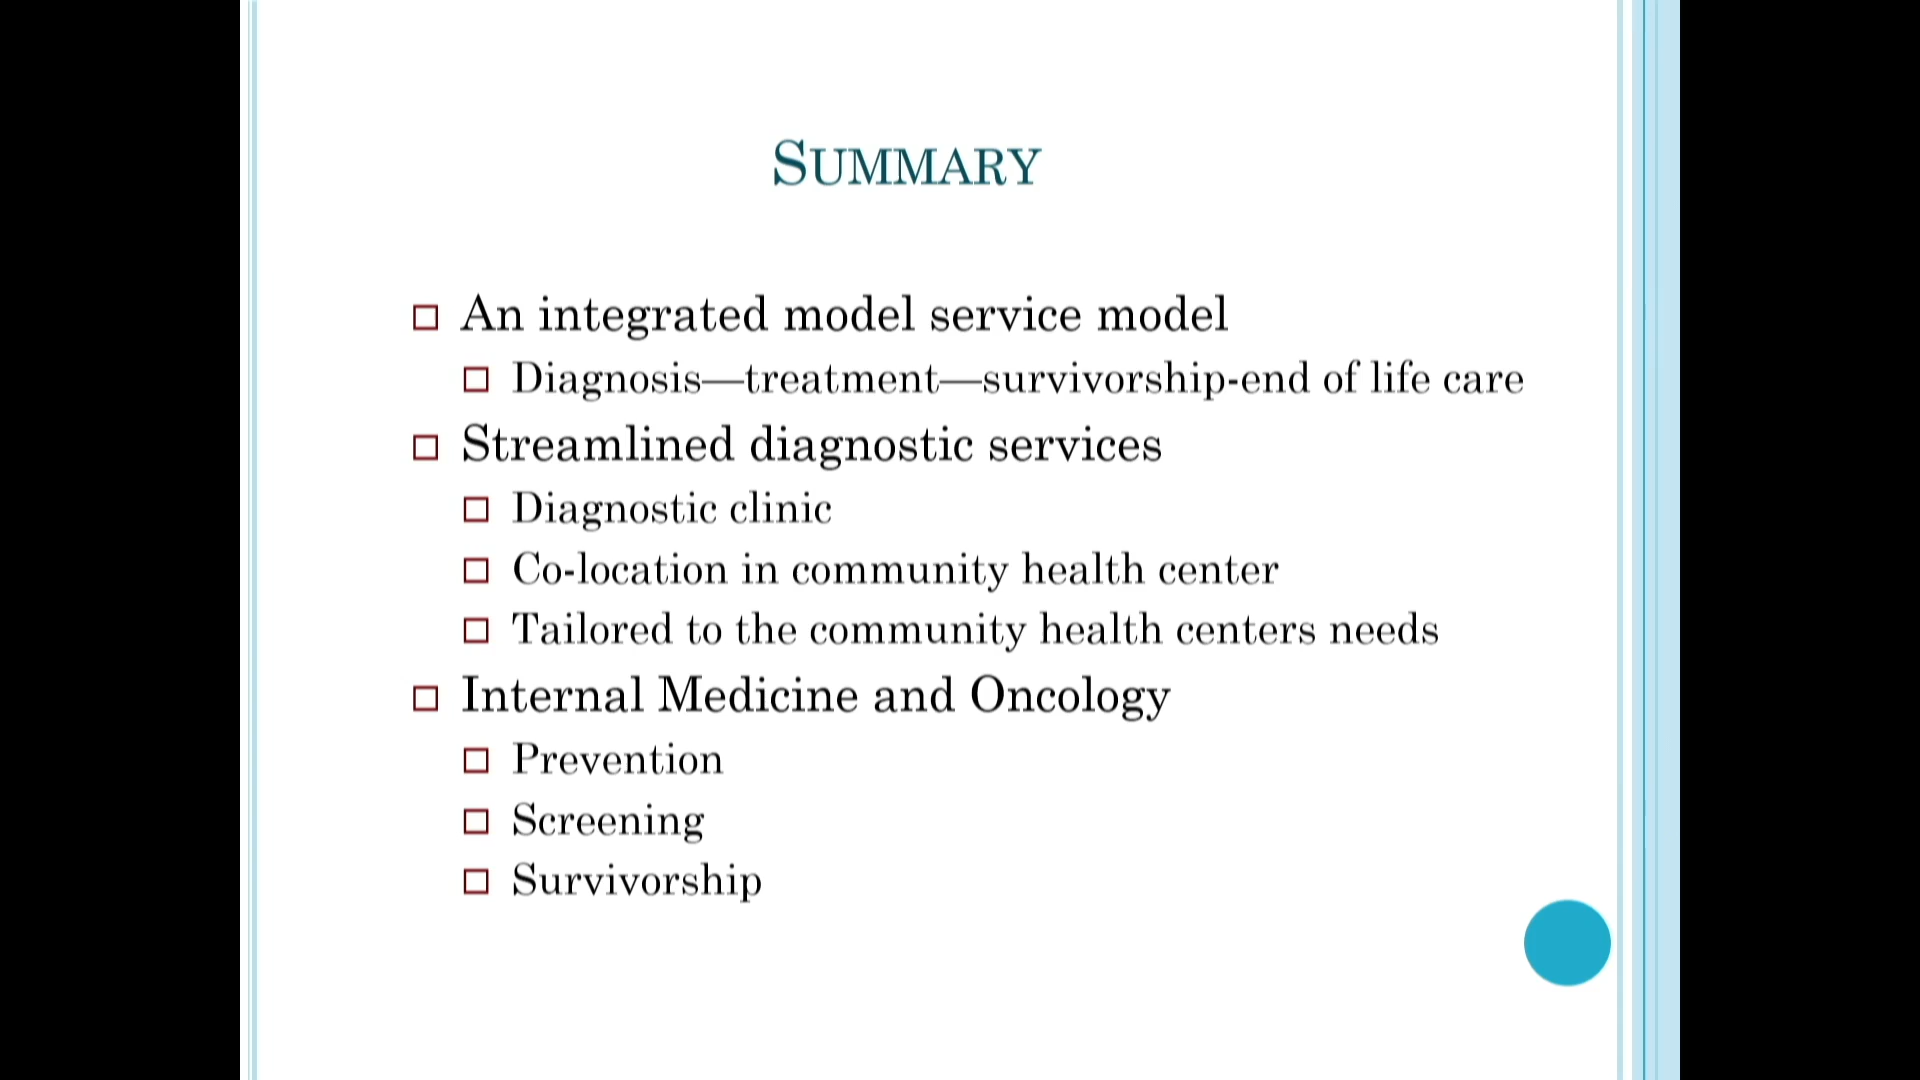 SUMMARY
An integrated model service model
Diagnosis—treatment—survivorship-end of life care
Streamlined diagnostic services
Diagnostic clinic
Co-location in community health center
Tailored to the community health centers needs
Internal Medicine and Oncology
Prevention
Screening
Survivorship